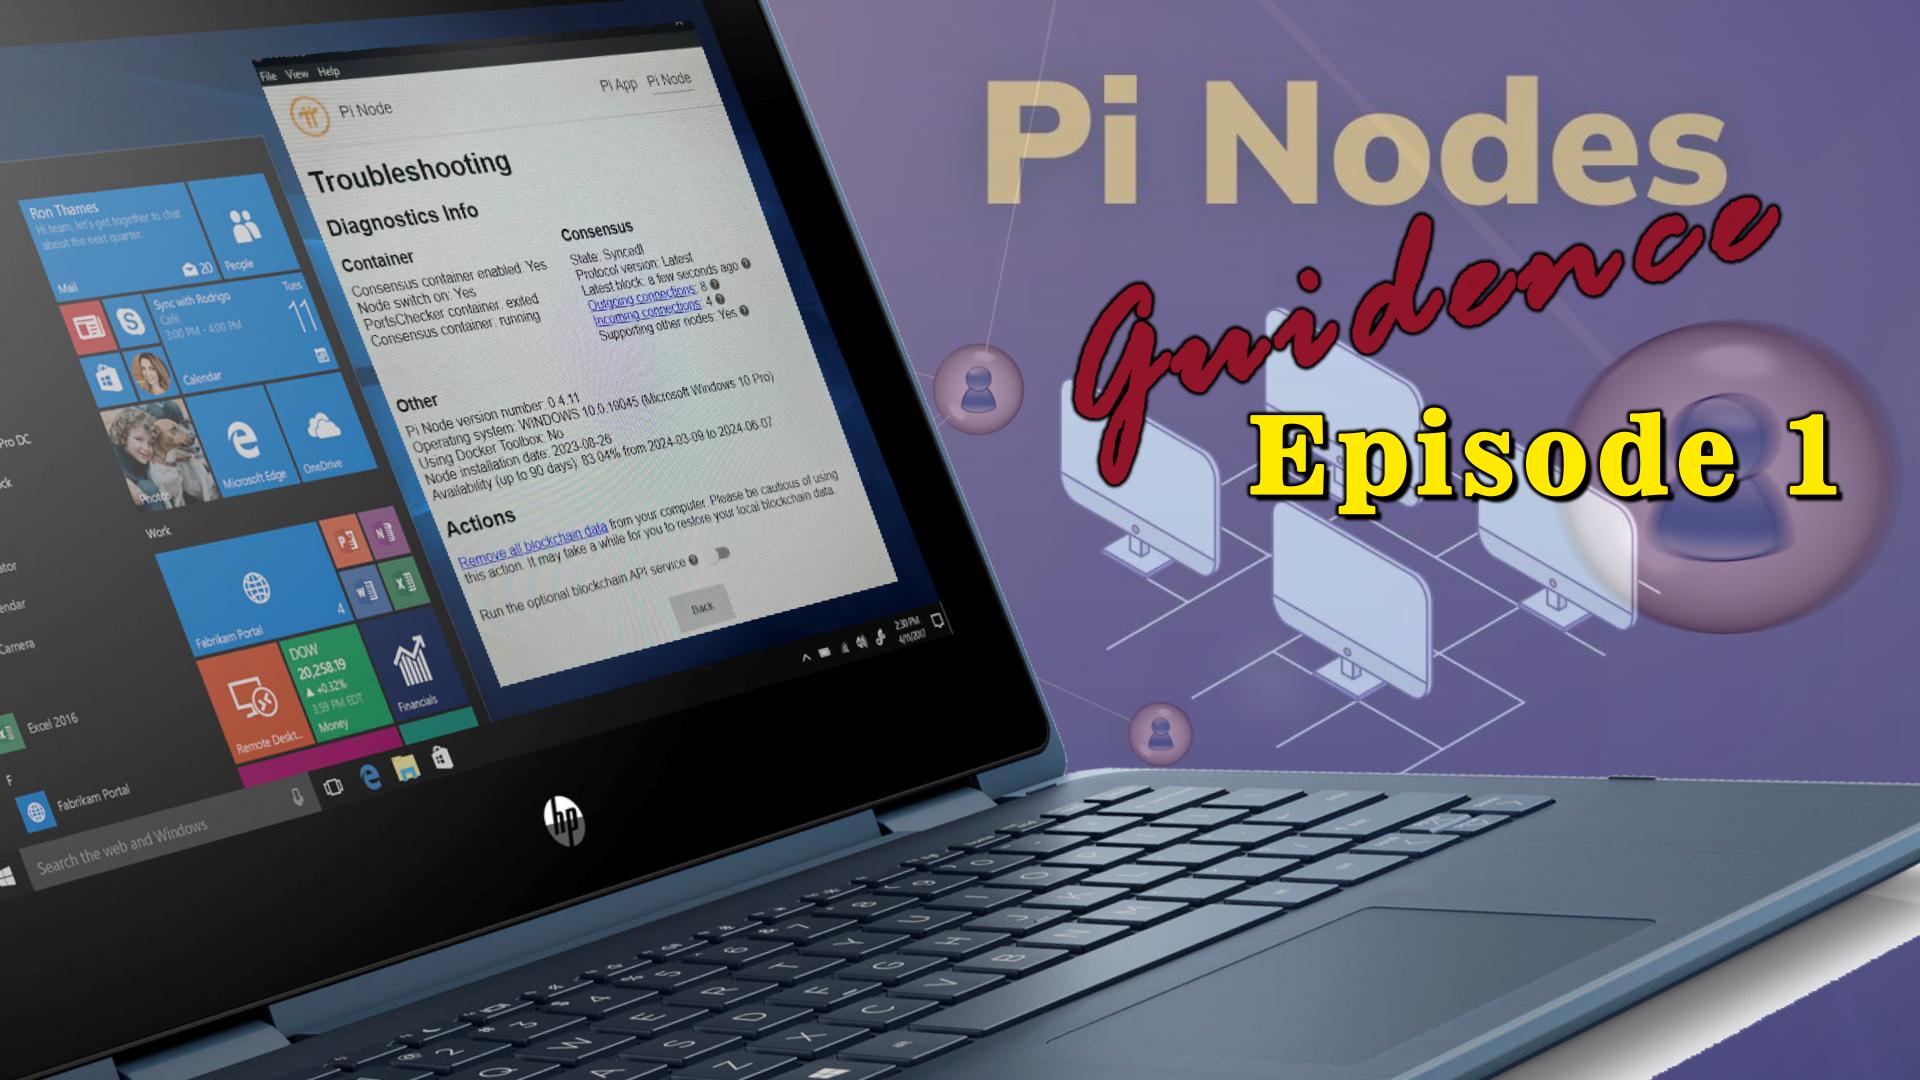 Pi Nodes
Guidence
Episode 1
File View Help
Pi Node
Pi App Pi Node
Troubleshooting
Diagnostics Info
Container
Consensus container enabled: Yes
Node switch on: Yes
PortsChecker container: exited
Consensus container: running
Consensus
State: Synced!
Protocol version: Latest
Latest block: a few seconds ago
Outgoing connections: 8
Incoming connections: 4
Supporting other nodes: Yes
Other
Pi Node version number: 0.4.11
Operating system: WINDOWS 10.0.19045 (Microsoft Windows 10 Pro)
Using Docker Toolbox: No
Node installation date: 2023-08-26
Availability (up to 90 days): 83.04% from 2024-03-09 to 2024-06-07
Actions
Remove all blockchain data from your computer. Please be cautious of using
this action. It may take a while for you to restore your local blockchain data.
Run the optional blockchain API service
Back
Ron Thames
Hi team, let's get together to chat
about the next quarter.
Mail
20
People
Sync with Rodrigo
Café
3:00 PM - 4:00 PM
Tues
11
Calendar
Photos
Microsoft Edge
OneDrive
Work
Fabrikam Portal
4
Remote Deskt...
DOW
20,258.19
▲ +0.32%
3:59 PM EDT
Money
Financials
Pro DC
Camera
Excel 2016
F
Fabrikam Portal
Search the web and Windows
2:30 PM
4/11/2017
hp